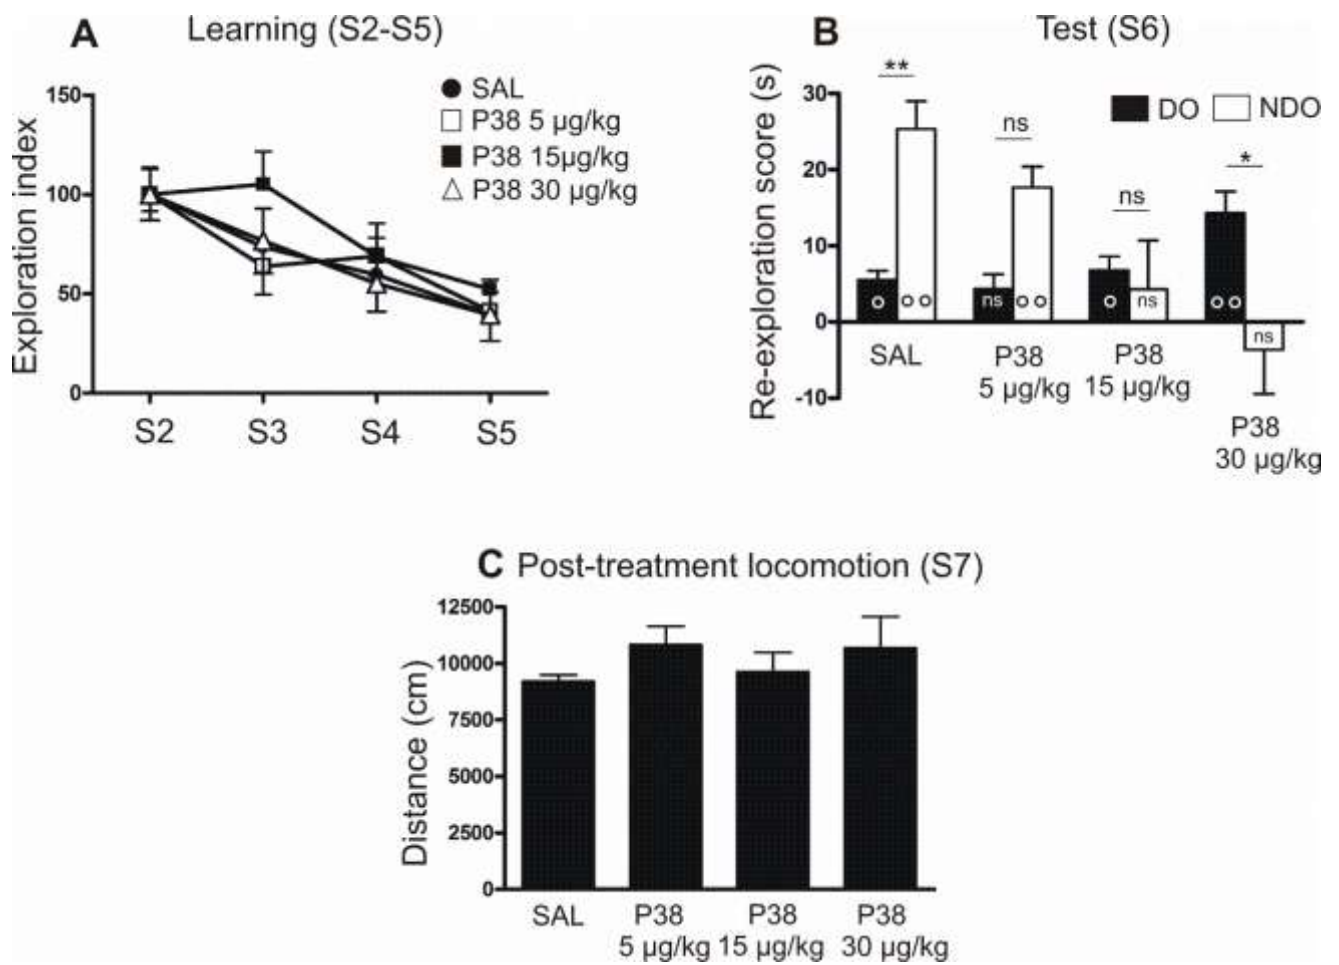 A Learning (S2-S5)
Exploration index
150
100
50
0
S2 S3 S4 S5
SAL
P38 5 µg/kg
P38 15µg/kg
P38 30 µg/kg
B Test (S6)
Re-exploration score (s)
30
20
10
0
-10
DO NDO
**
ns
ns
*
ns
ns
ns
SAL
P38
5 µg/kg
P38
15 µg/kg
P38
30 µg/kg
C Post-treatment locomotion (S7)
Distance (cm)
12500
10000
7500
5000
2500
0
SAL
P38
5 µg/kg
P38
15 µg/kg
P38
30 µg/kg